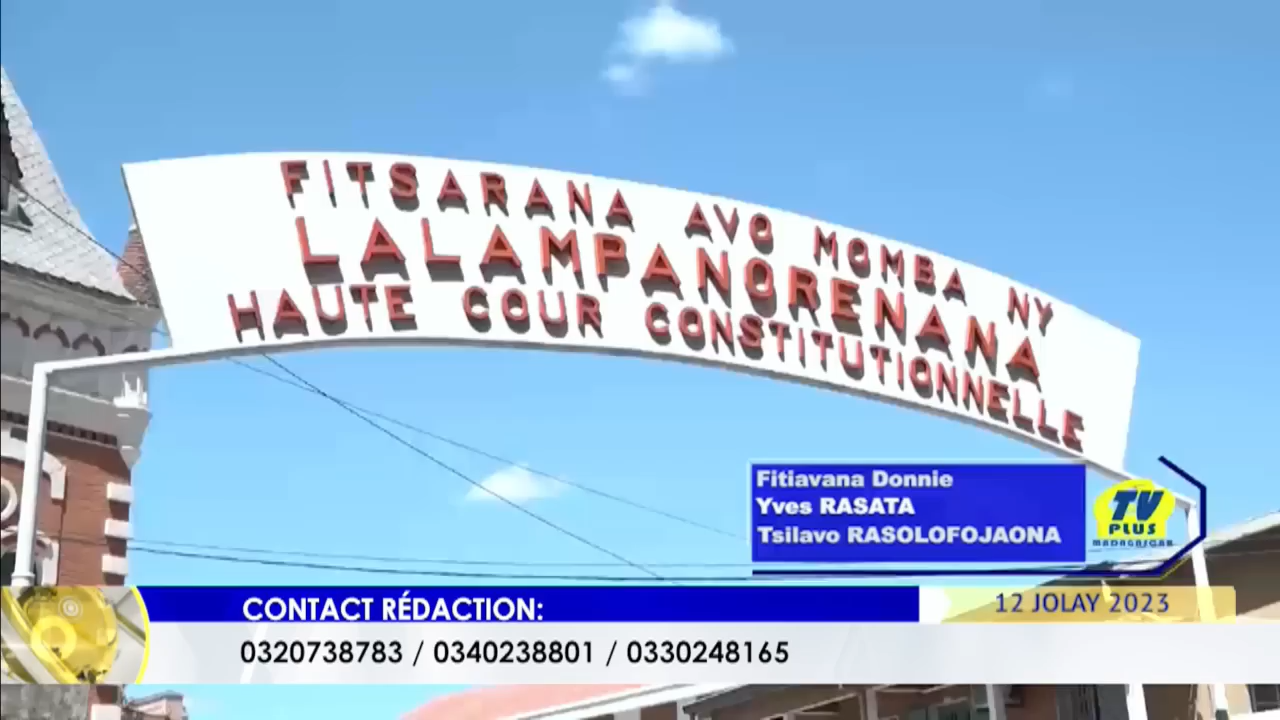 FITSARANA AVO MOMBA NY
LALAMPANORENANA
HAUTE COUR CONSTITUTIONNELLE
Fitiavana Donnie
Yves RASATA
Tsilavo RASOLOFOJAONA
TV
PLUS
MADAGASCAR
CONTACT RÉDACTION:
12 JOLAY 2023
0320738783 / 0340238801 / 0330248165